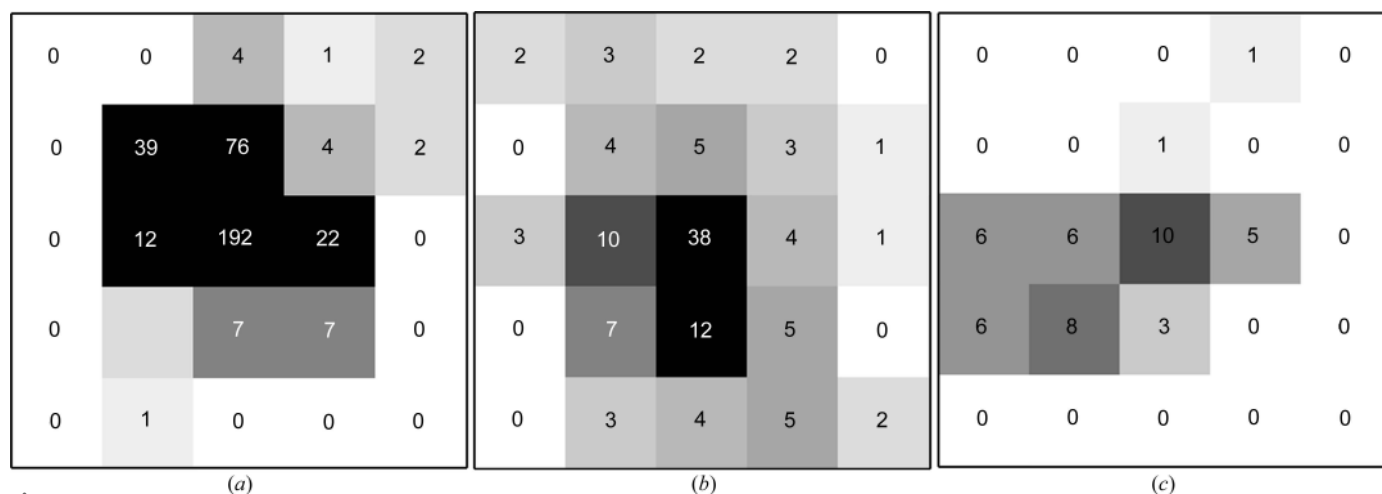 0 0 4 1 2
0 39 76 4 2
0 12 192 22 0
0 7 7 0
0 1 0 0 0
(a)
2 3 2 2 0
0 4 5 3 1
3 10 38 4 1
0 7 12 5 0
0 3 4 5 2
(b)
0 0 0 1 0
0 0 1 0 0
6 6 10 5 0
6 8 3 0 0
0 0 0 0 0
(c)